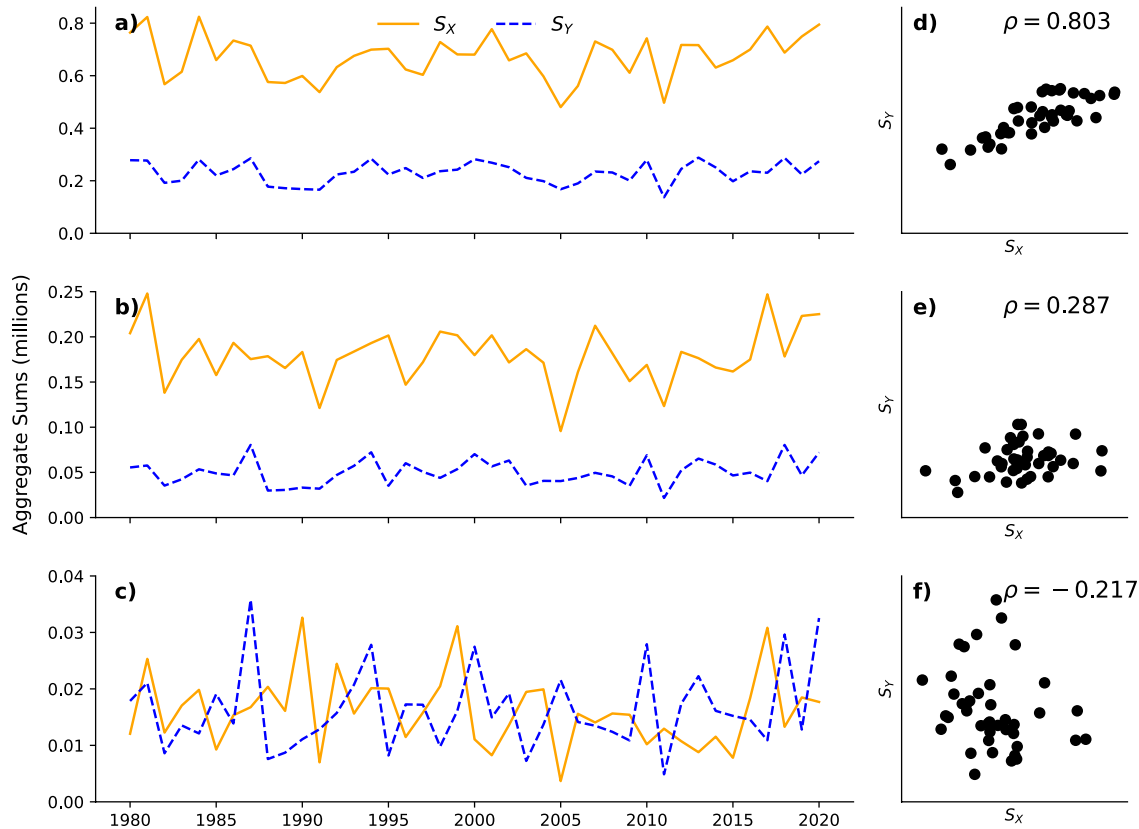 a)
S_X
S_Y
0.8
0.6
0.4
0.2
0.0
d)
ρ = 0.803
S_Y
S_X
Aggregate Sums (millions)
b)
0.25
0.20
0.15
0.10
0.05
0.00
e)
ρ = 0.287
S_Y
S_X
c)
0.04
0.03
0.02
0.01
0.00
1980 1985 1990 1995 2000 2005 2010 2015 2020
f)
ρ = −0.217
S_Y
S_X